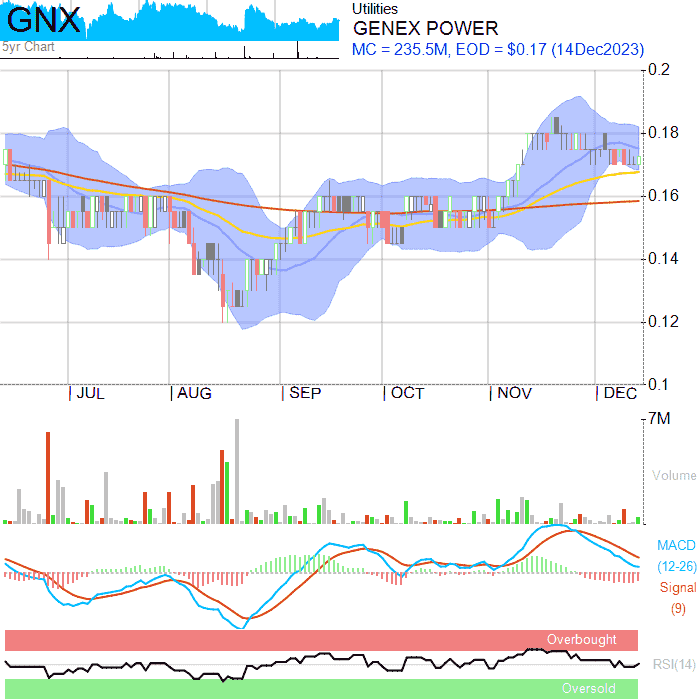 GNX
5yr Chart
Utilities
GENEX POWER
MC = 235.5M, EOD = $0.17 (14Dec2023)
0.2
0.18
0.16
0.14
0.12
0.1
JUL AUG SEP OCT NOV DEC
7M
Volume
MACD
(12-26)
Signal
(9)
Overbought
RSI(14)
Oversold